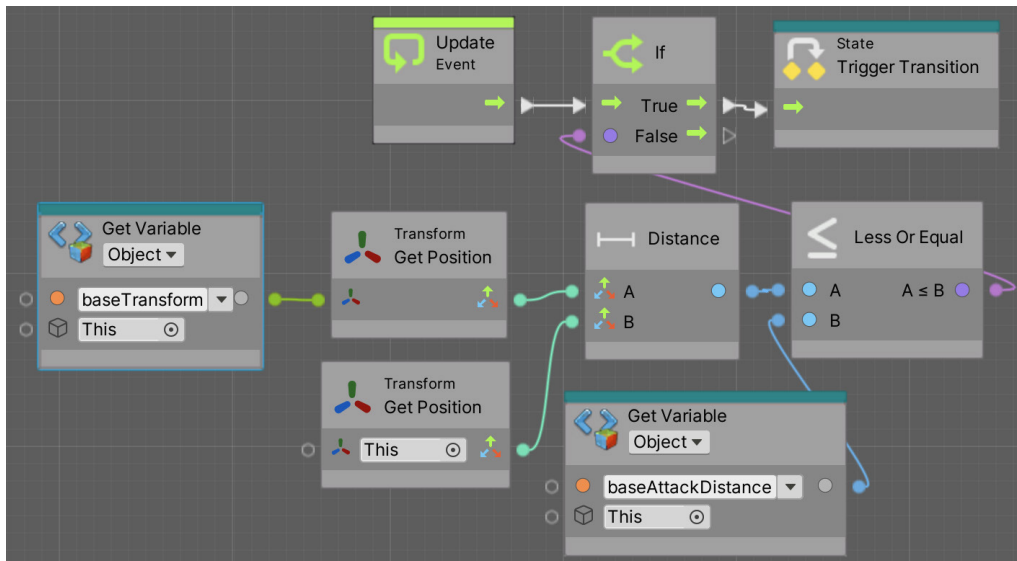 Update
Event
If
True
False
State
Trigger Transition
Get Variable
Object
baseTransform
This
Transform
Get Position
Distance
A
B
Less Or Equal
A
A ≤ B
B
Transform
Get Position
This
Get Variable
Object
baseAttackDistance
This